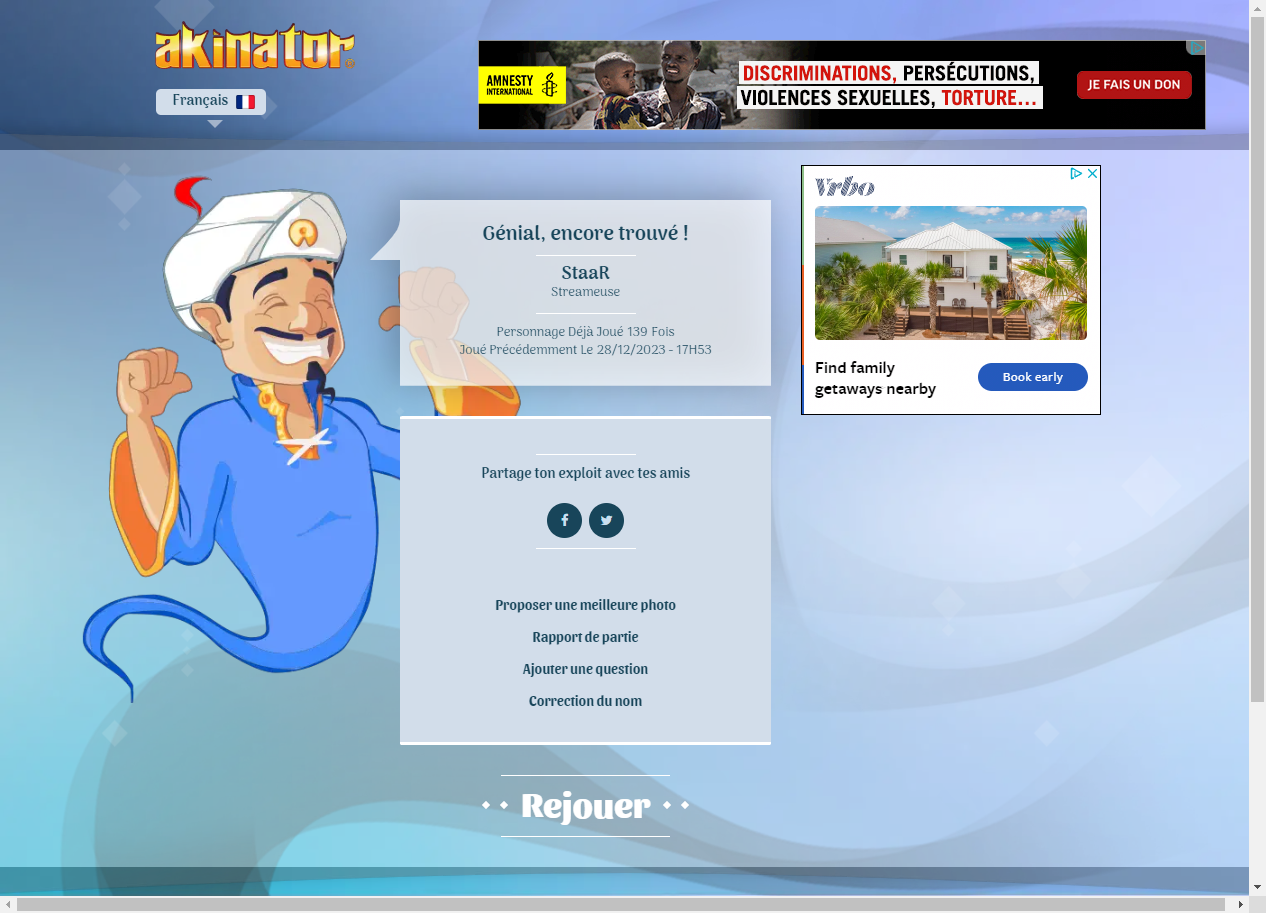 akinator
Français
AMNESTY
INTERNATIONAL
DISCRIMINATIONS, PERSÉCUTIONS,
VIOLENCES SEXUELLES, TORTURE...
JE FAIS UN DON
Génial, encore trouvé !
StaaR
Streameuse
Personnage Déjà Joué 139 Fois
Joué Précédemment Le 28/12/2023 - 17H53
Vrbo
Find family
getaways nearby
Book early
Partage ton exploit avec tes amis
Proposer une meilleure photo
Rapport de partie
Ajouter une question
Correction du nom
Rejouer